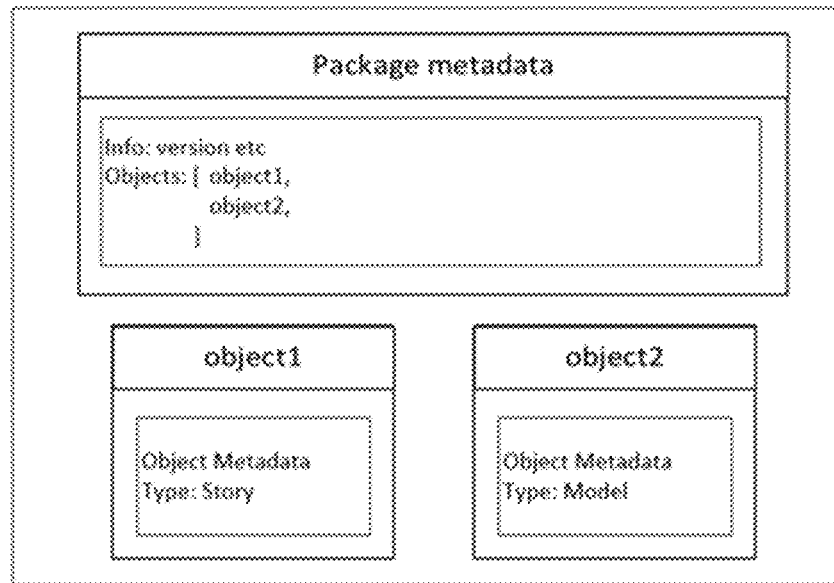 Package metadata
Info: version etc
Objects: [ object1,
object2,
]
object1
Object Metadata
Type: Story
object2
Object Metadata
Type: Model